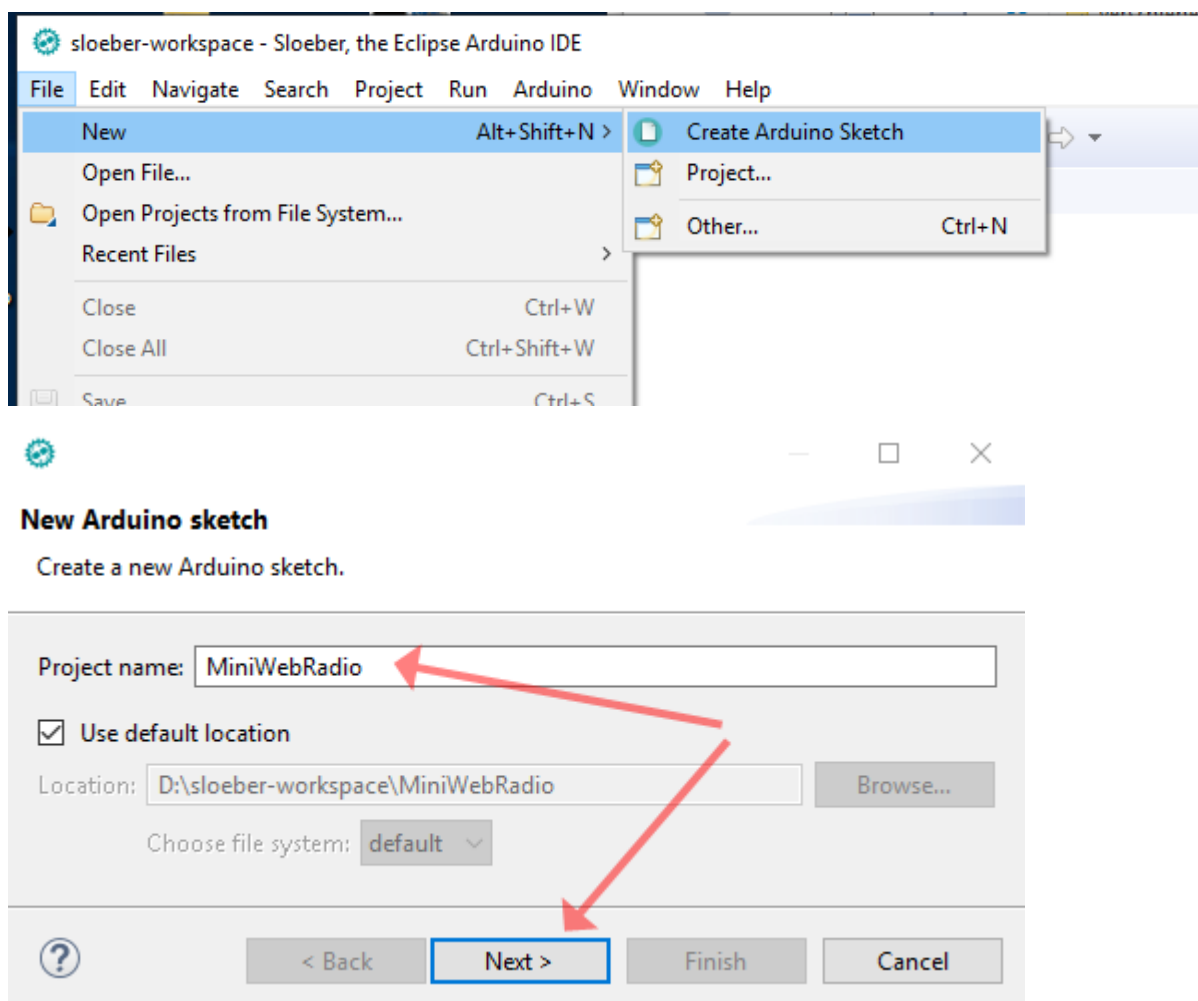 sloeber-workspace - Sloeber, the Eclipse Arduino IDE
File Edit Navigate Search Project Run Arduino Window Help
New Alt+Shift+N > Create Arduino Sketch
Open File... Project...
Open Projects from File System... Other... Ctrl+N
Recent Files >
Close Ctrl+W
Close All Ctrl+Shift+W
Save Ctrl+S
New Arduino sketch
Create a new Arduino sketch.
Project name: MiniWebRadio
Use default location
Location: D:\sloeber-workspace\MiniWebRadio Browse...
Choose file system: default
? < Back Next > Finish Cancel